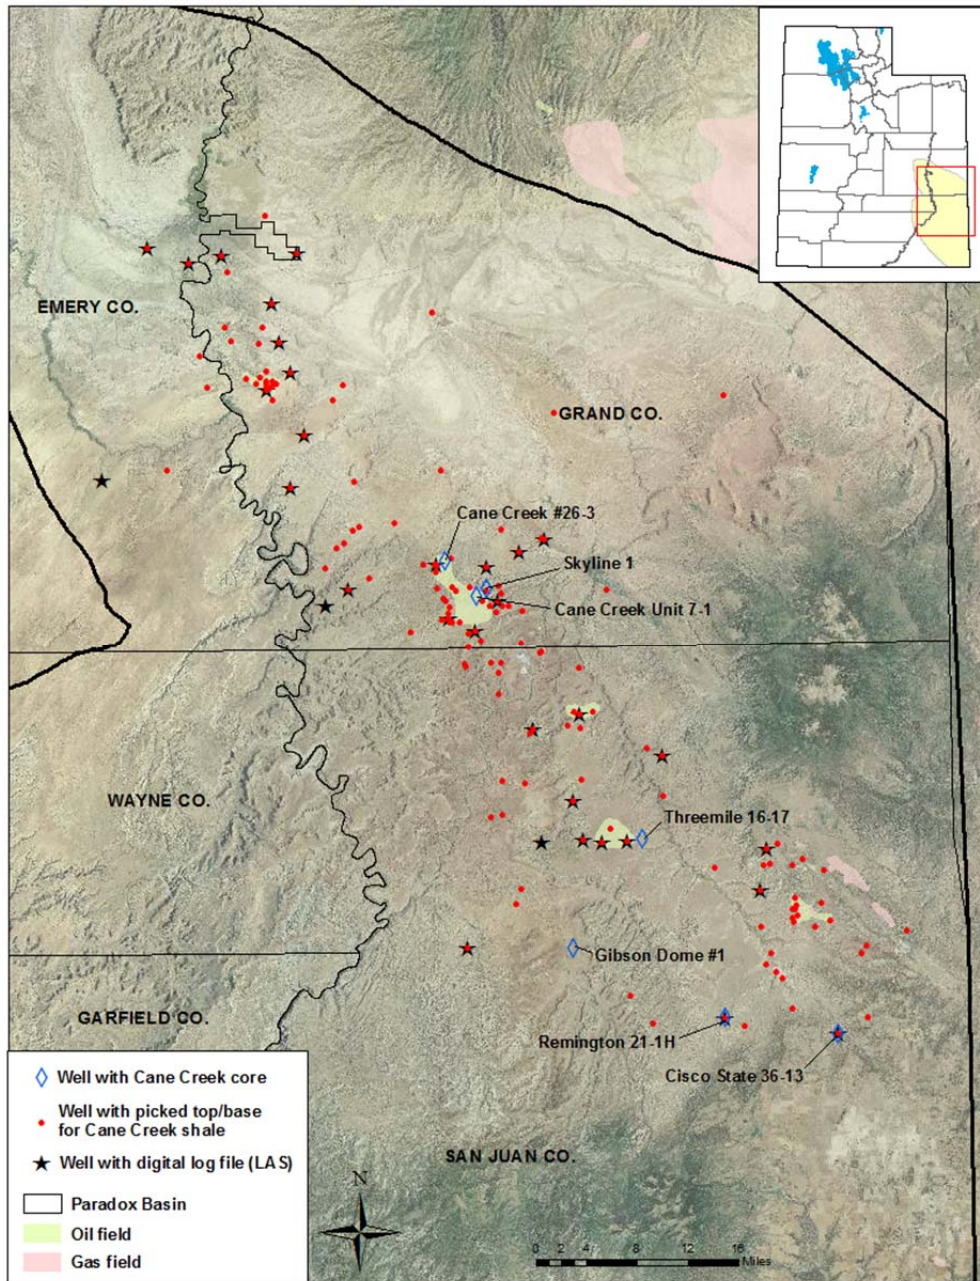 EMERY CO.
GRAND CO.
Cane Creek #26-3
Skyline 1
Cane Creek Unit 7-1
WAYNE CO.
Threemile 16-17
Gibson Dome #1
GARFIELD CO.
Remington 21-1H
Cisco State 36-13
SAN JUAN CO.
Well with Cane Creek core
Well with picked top/base
for Cane Creek shale
Well with digital log file (LAS)
Paradox Basin
Oil field
Gas field
N
0 2 4 8 12 16
Miles